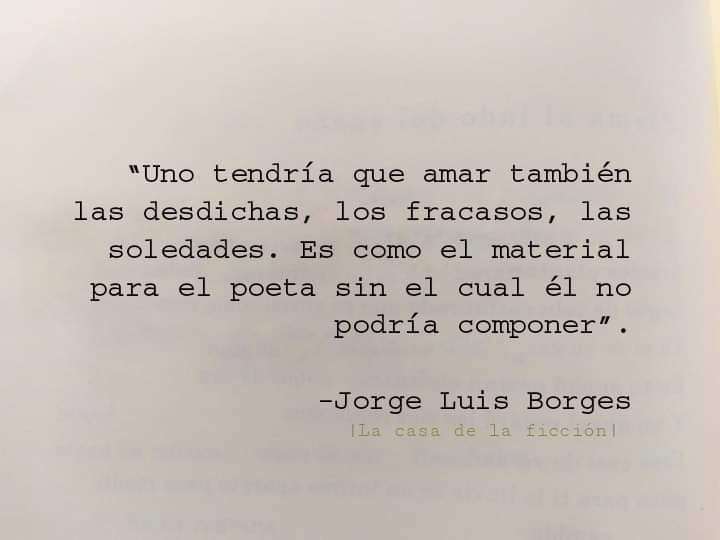 “Uno tendría que amar también
las desdichas, los fracasos, las
soledades. Es como el material
para el poeta sin el cual él no
podría componer”.
-Jorge Luis Borges
|La casa de la ficción|